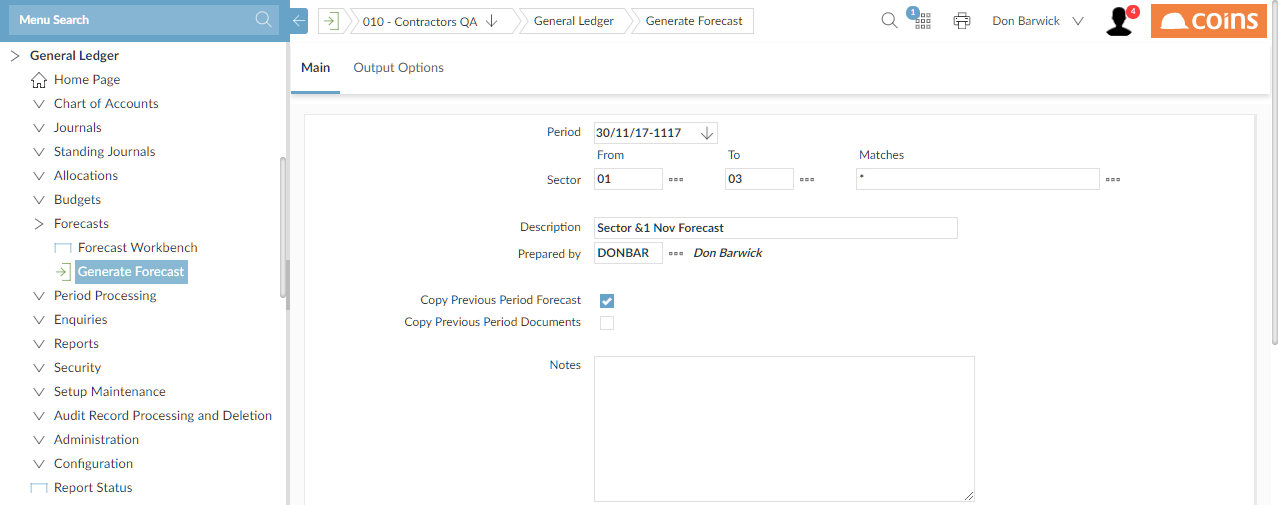 Menu Search
010 - Contractors QA
General Ledger
Generate Forecast
1
Don Barwick
4
coins
General Ledger
Home Page
Chart of Accounts
Journals
Standing Journals
Allocations
Budgets
Forecasts
Forecast Workbench
Generate Forecast
Period Processing
Enquiries
Reports
Security
Setup Maintenance
Audit Record Processing and Deletion
Administration
Configuration
Report Status
Main
Output Options
Period 30/11/17-1117
From To Matches
Sector 01 03 *
Description Sector &1 Nov Forecast
Prepared by DONBAR Don Barwick
Copy Previous Period Forecast
Copy Previous Period Documents
Notes